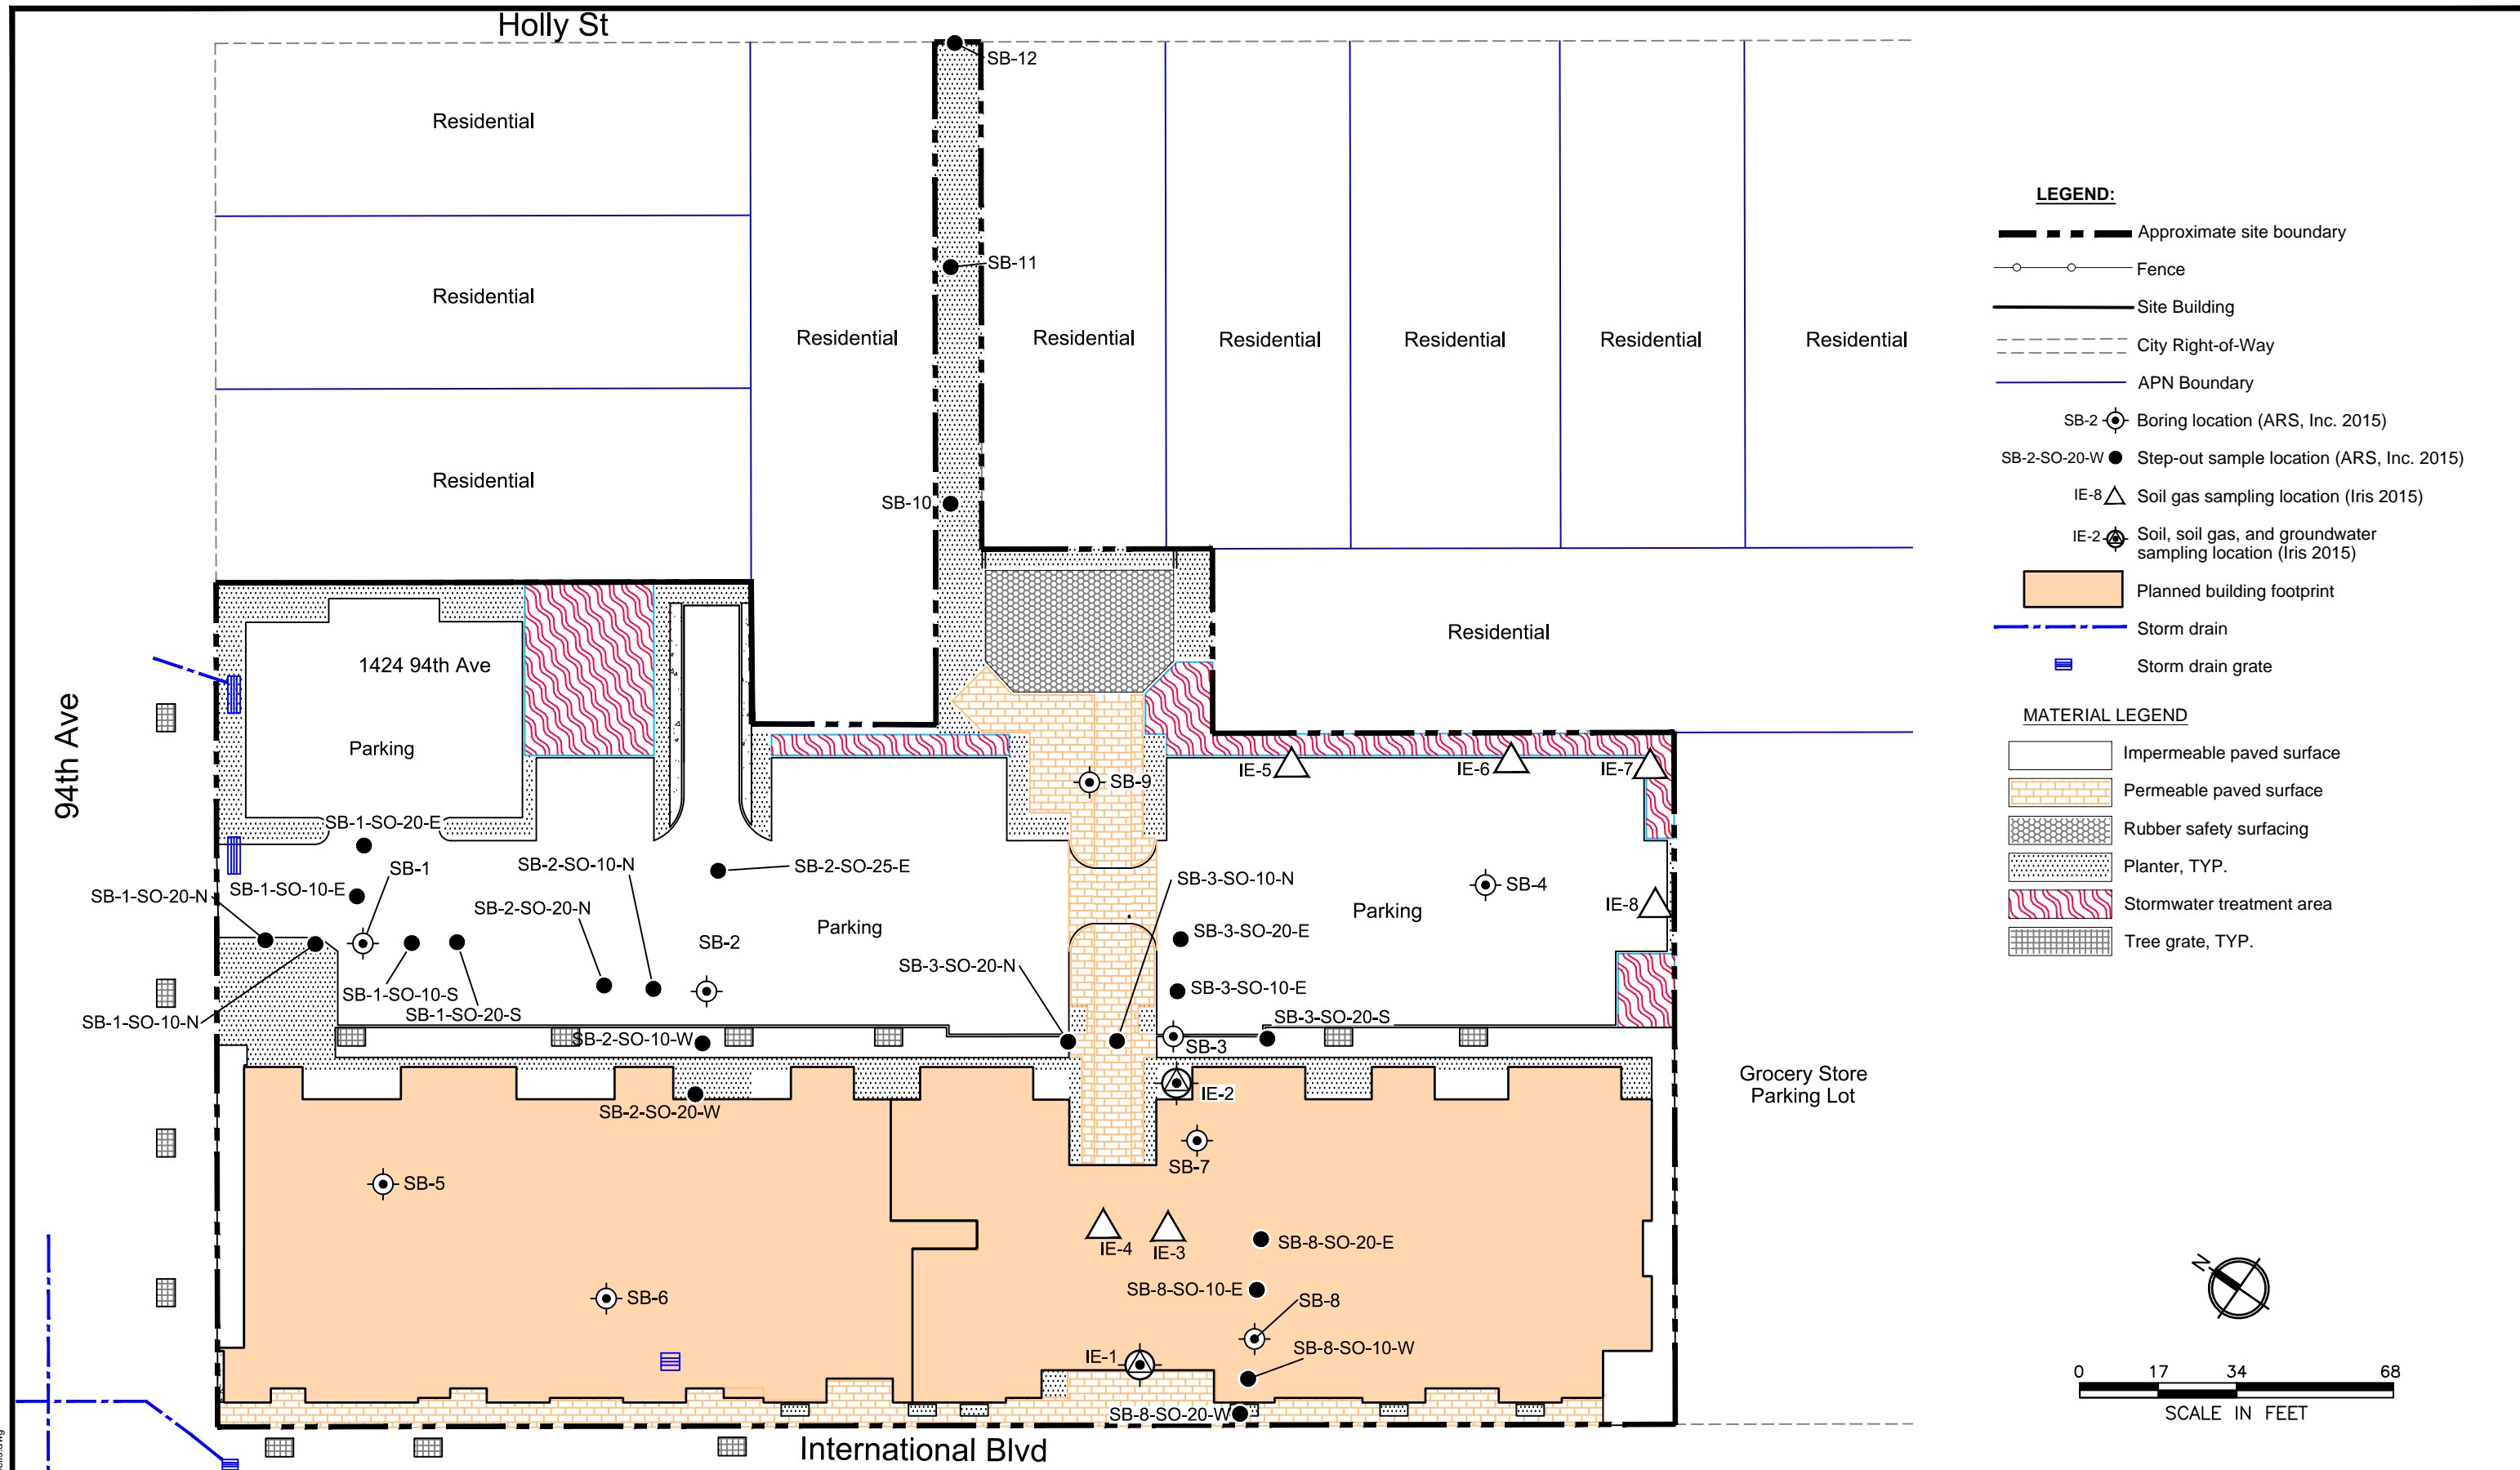 Holly St
SB-12
Residential
SB-11
Residential
Residential
Residential
Residential
Residential
Residential
Residential
Residential
SB-10
Residential
1424 94th Ave
Parking
94th Ave
IE-5
IE-6
IE-7
SB-9
SB-1-SO-20-E
SB-1
SB-2-SO-10-N
SB-2-SO-25-E
SB-1-SO-10-E
SB-1-SO-20-N
SB-2-SO-20-N
SB-3-SO-10-N
SB-4
IE-8
Parking
Parking
SB-2
SB-3-SO-20-E
SB-3-SO-20-N
SB-3-SO-10-E
SB-1-SO-10-S
SB-1-SO-20-S
SB-1-SO-10-N
SB-3-SO-20-S
SB-2-SO-10-W
SB-3
IE-2
SB-2-SO-20-W
Grocery Store
Parking Lot
SB-7
SB-5
IE-4
IE-3
SB-8-SO-20-E
SB-8-SO-10-E
SB-6
SB-8
SB-8-SO-10-W
IE-1
SB-8-SO-20-W
International Blvd
LEGEND:
Approximate site boundary
Fence
Site Building
City Right-of-Way
APN Boundary
SB-2 Boring location (ARS, Inc. 2015)
SB-2-SO-20-W Step-out sample location (ARS, Inc. 2015)
IE-8 Soil gas sampling location (Iris 2015)
IE-2 Soil, soil gas, and groundwater
sampling location (Iris 2015)
Planned building footprint
Storm drain
Storm drain grate
MATERIAL LEGEND
Impermeable paved surface
Permeable paved surface
Rubber safety surfacing
Planter, TYP.
Stormwater treatment area
Tree grate, TYP.
N
0 17 34 68
SCALE IN FEET